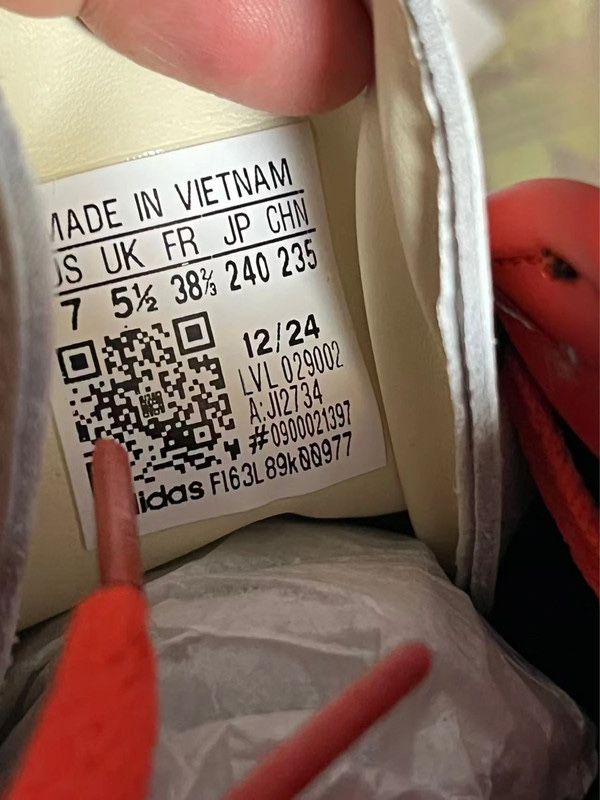 MADE IN VIETNAM
US UK FR JP CHN
7 5½ 38⅔ 240 235
12/24
LVL 029002
A: JI2734
#0900021397
adidas F163L89k00977